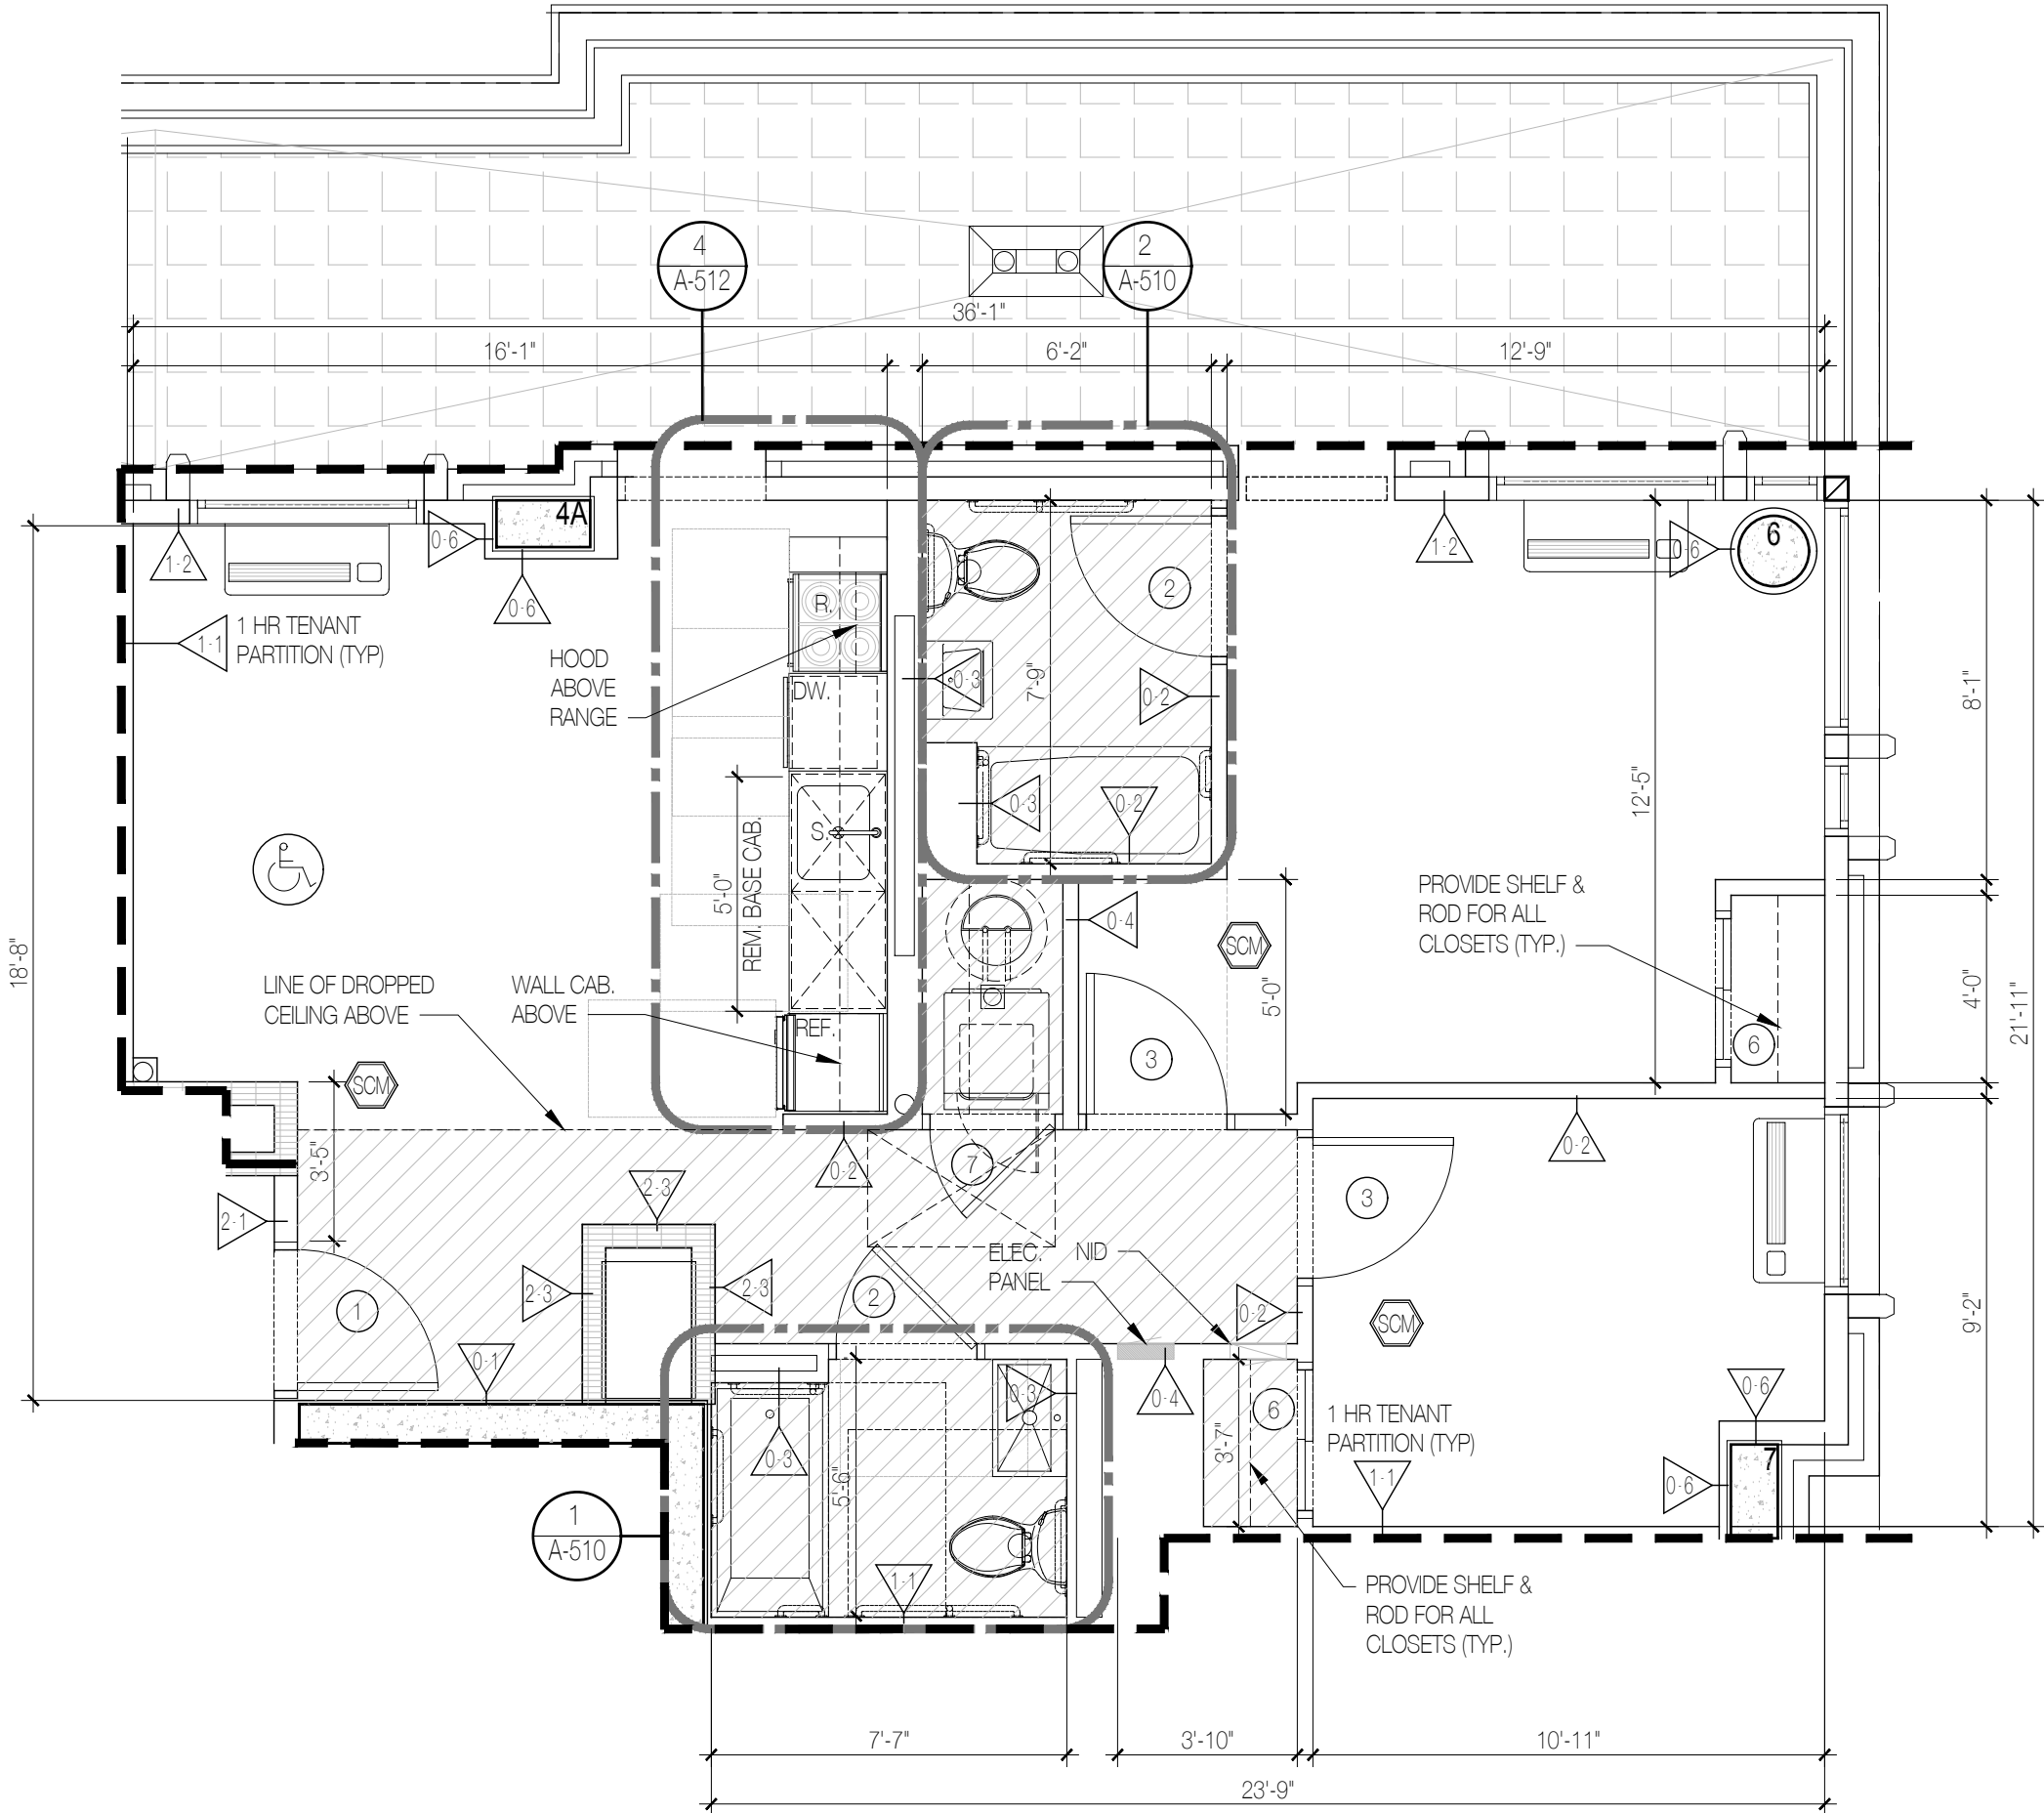 4
A-512
2
A-510
36'-1"
16'-1"
6'-2"
12'-9"
4A
0-6
1-2
0-6
1-2
0-6
6
1-1
1 HR TENANT
PARTITION (TYP)
HOOD
ABOVE
RANGE
R.
DW.
S.
REF.
5'-0"
REM. BASE CAB.
0-3
7'-9"
2
0-2
0-3
0-2
12'-5"
8'-1"
18'-8"
LINE OF DROPPED
CEILING ABOVE
WALL CAB.
ABOVE
SCM
0-4
SCM
5'-0"
3
PROVIDE SHELF &
ROD FOR ALL
CLOSETS (TYP.)
6
4'-0"
21'-11"
3'-5"
2-1
2-3
0-2
7
3
0-2
2-3
2-3
1
0-1
2
ELEC.
PANEL
NID
0-2
SCM
9'-2"
0-3
0-3
0-4
6
3'-7"
1 HR TENANT
PARTITION (TYP)
1-1
0-6
0-6
7
5'-6"
1
A-510
1-1
PROVIDE SHELF &
ROD FOR ALL
CLOSETS (TYP.)
7'-7"
3'-10"
10'-11"
23'-9"